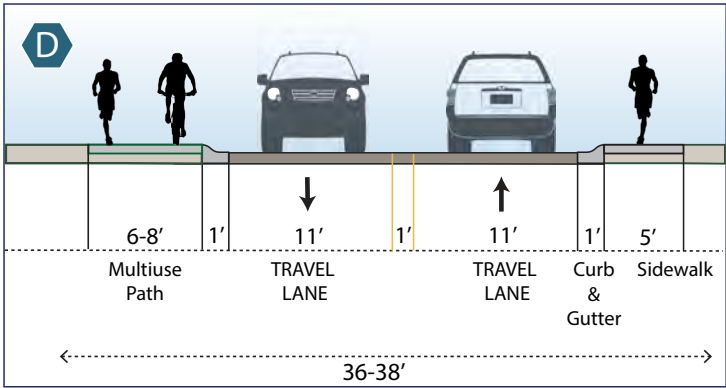 D
6-8’ 1’ 11’ 1’ 11’ 1’ 5’
Multiuse Path
TRAVEL LANE
TRAVEL LANE
Curb & Gutter
Sidewalk
36-38’